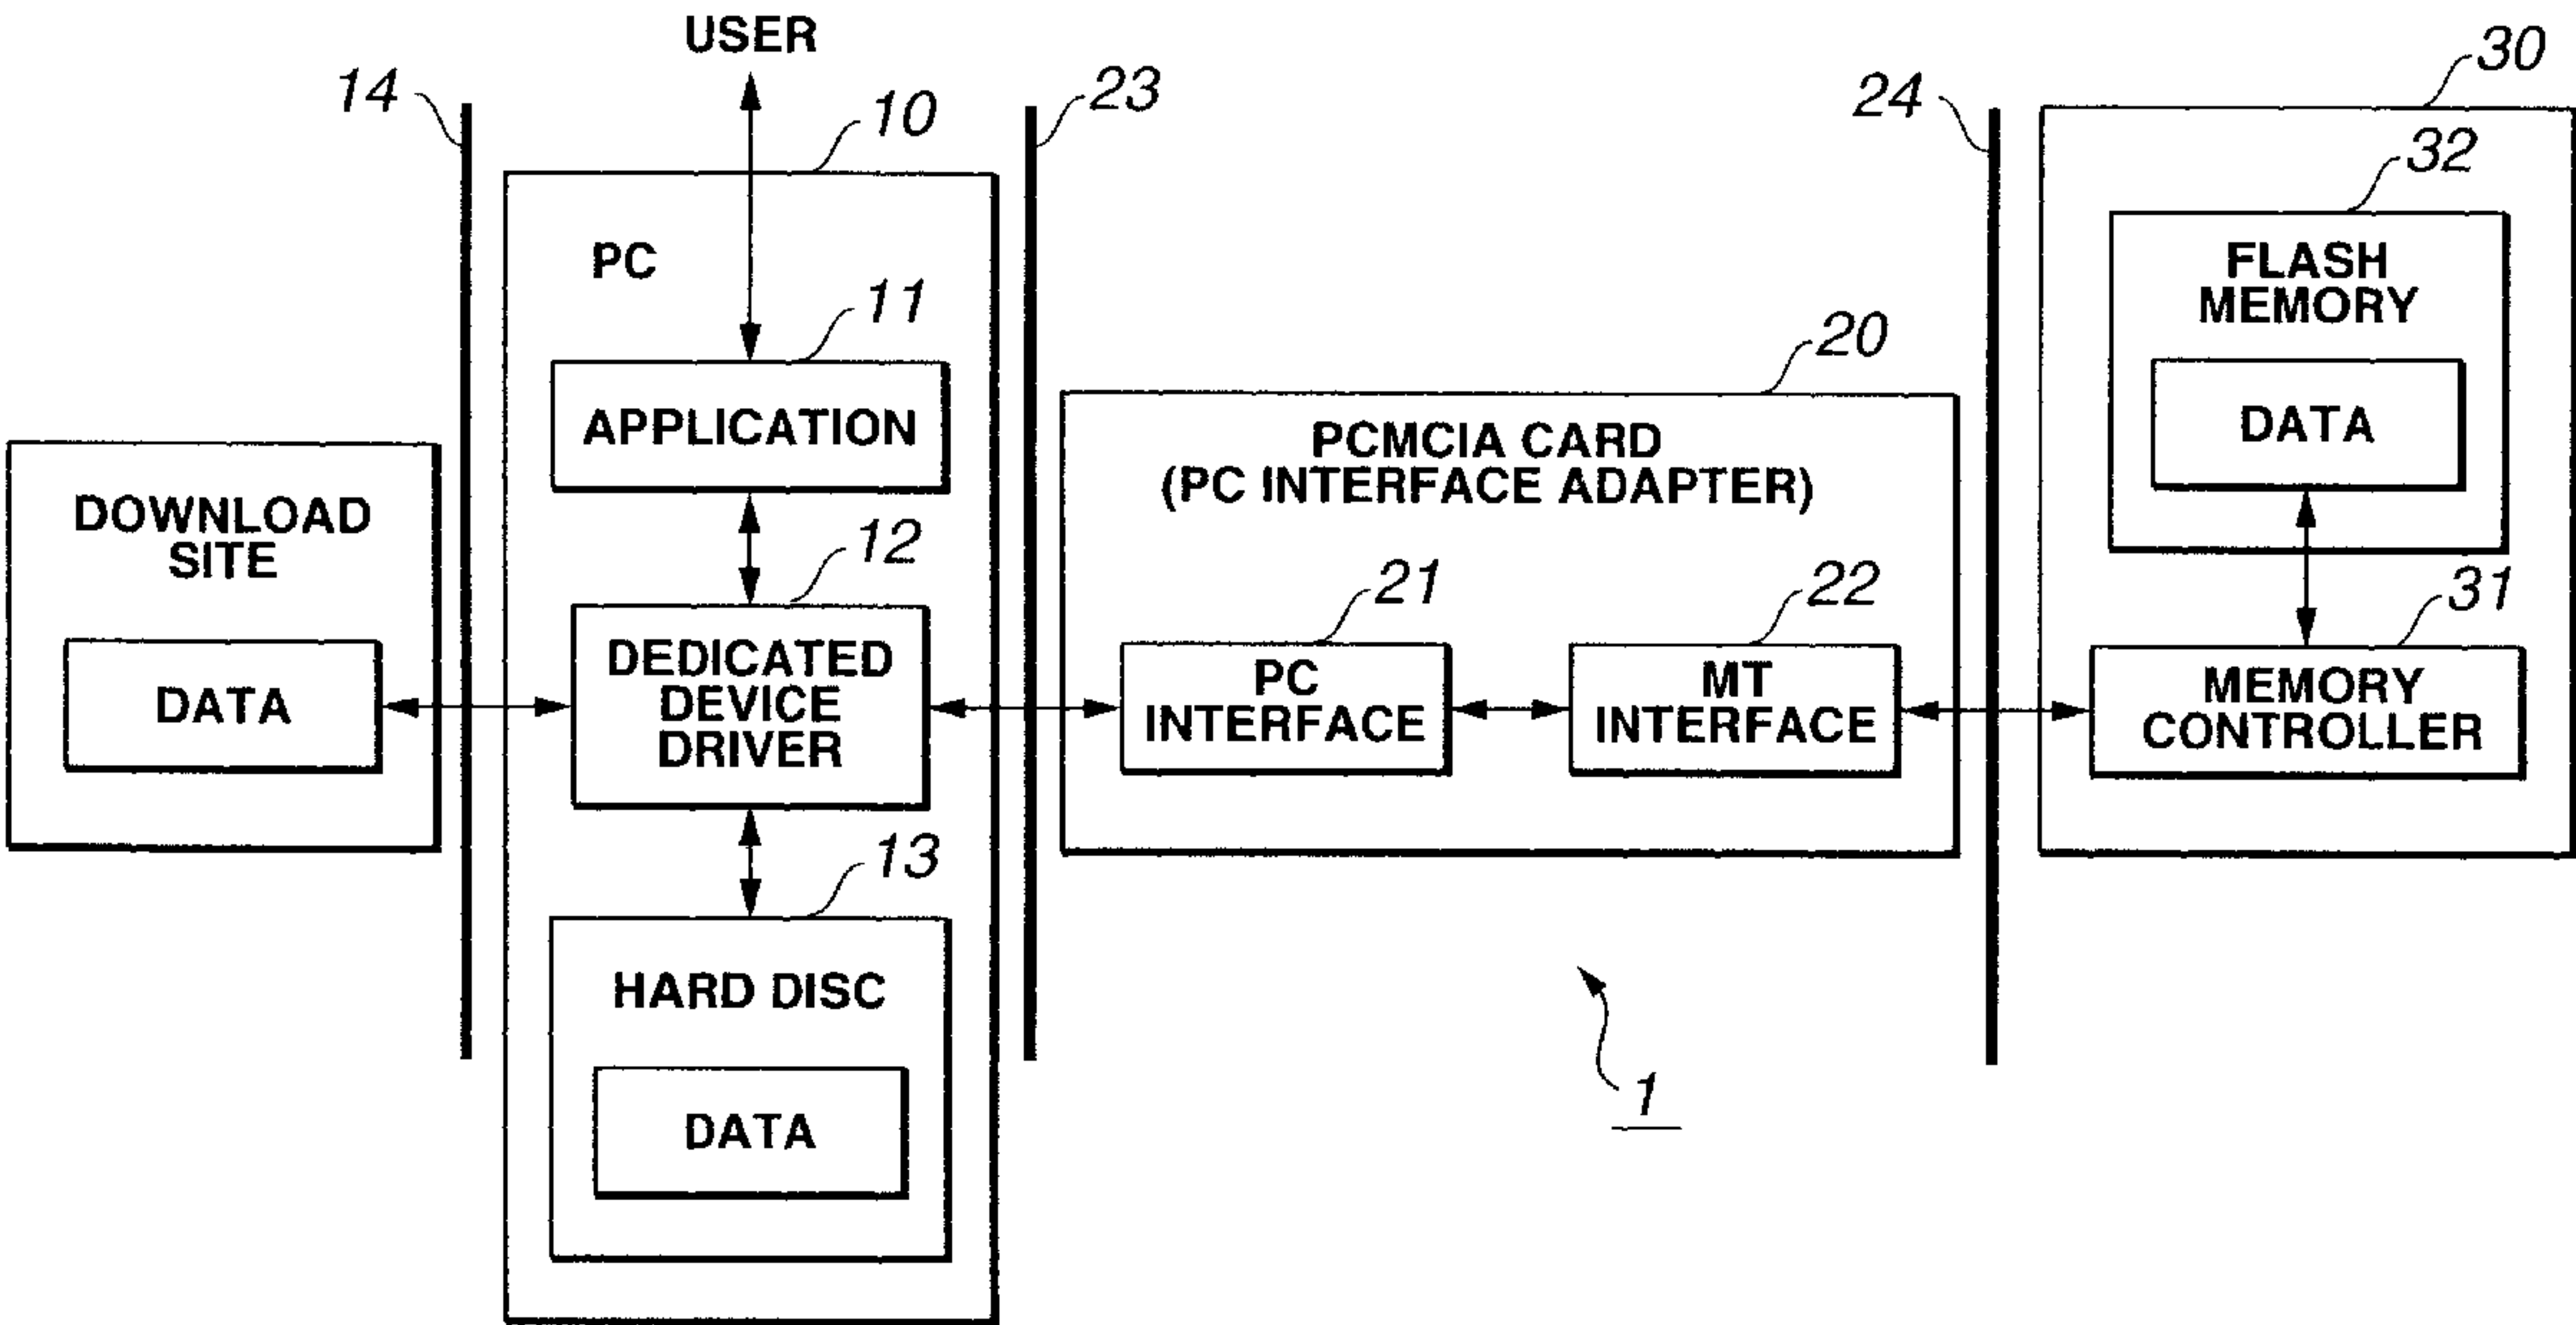 USER
14
10
23
24
30
32
PC
11
APPLICATION
12
DEDICATED
DEVICE
DRIVER
13
HARD DISC
DATA
DOWNLOAD
SITE
DATA
20
PCMCIA CARD
(PC INTERFACE ADAPTER)
21
PC
INTERFACE
22
MT
INTERFACE
FLASH
MEMORY
DATA
31
MEMORY
CONTROLLER
1